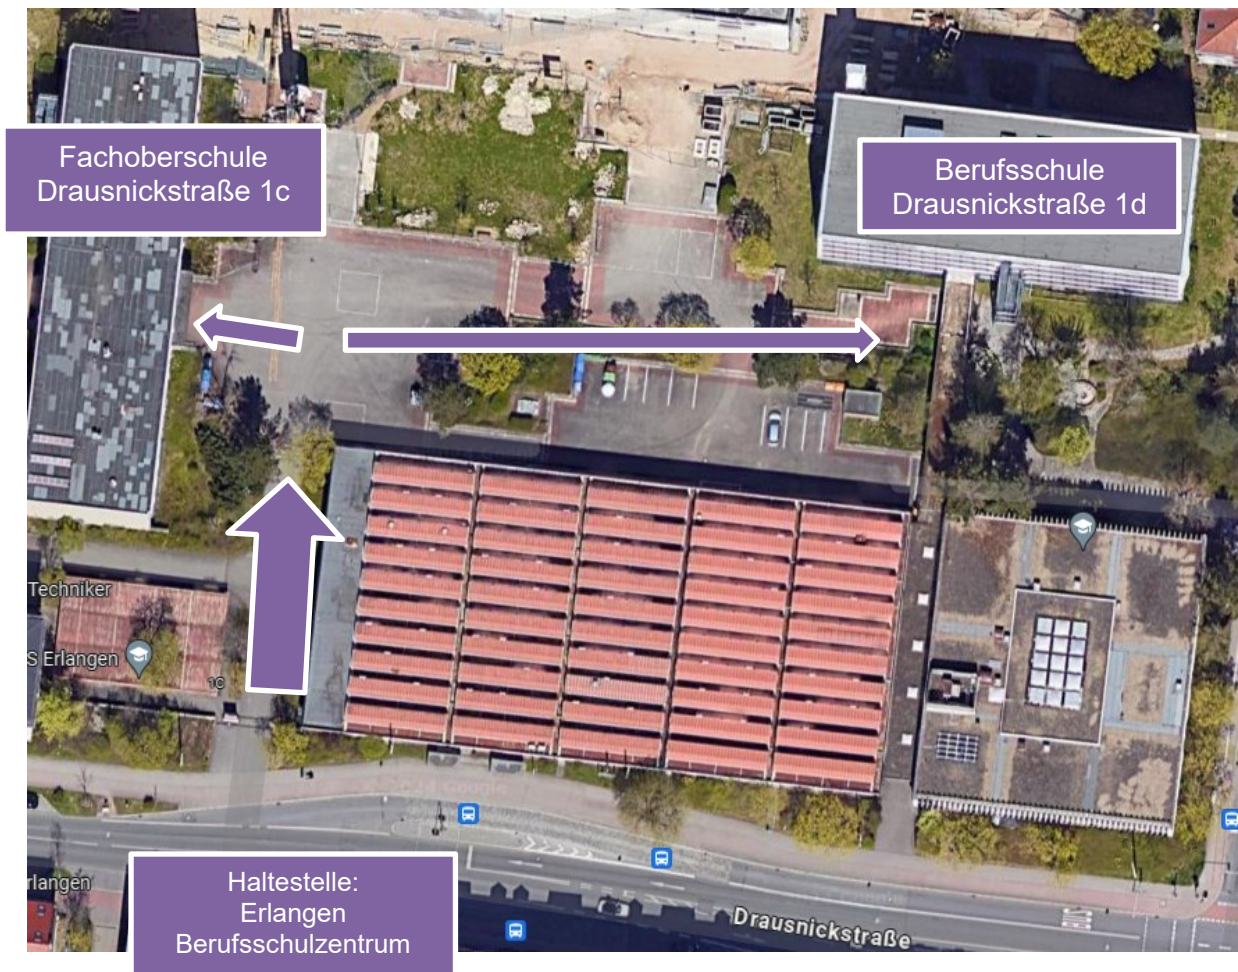 Fachoberschule
Drausnickstraße 1c
Berufsschule
Drausnickstraße 1d
Techniker
S Erlangen
1C
rlangen
Haltestelle:
Erlangen
Berufsschulzentrum
Drausnickstraße